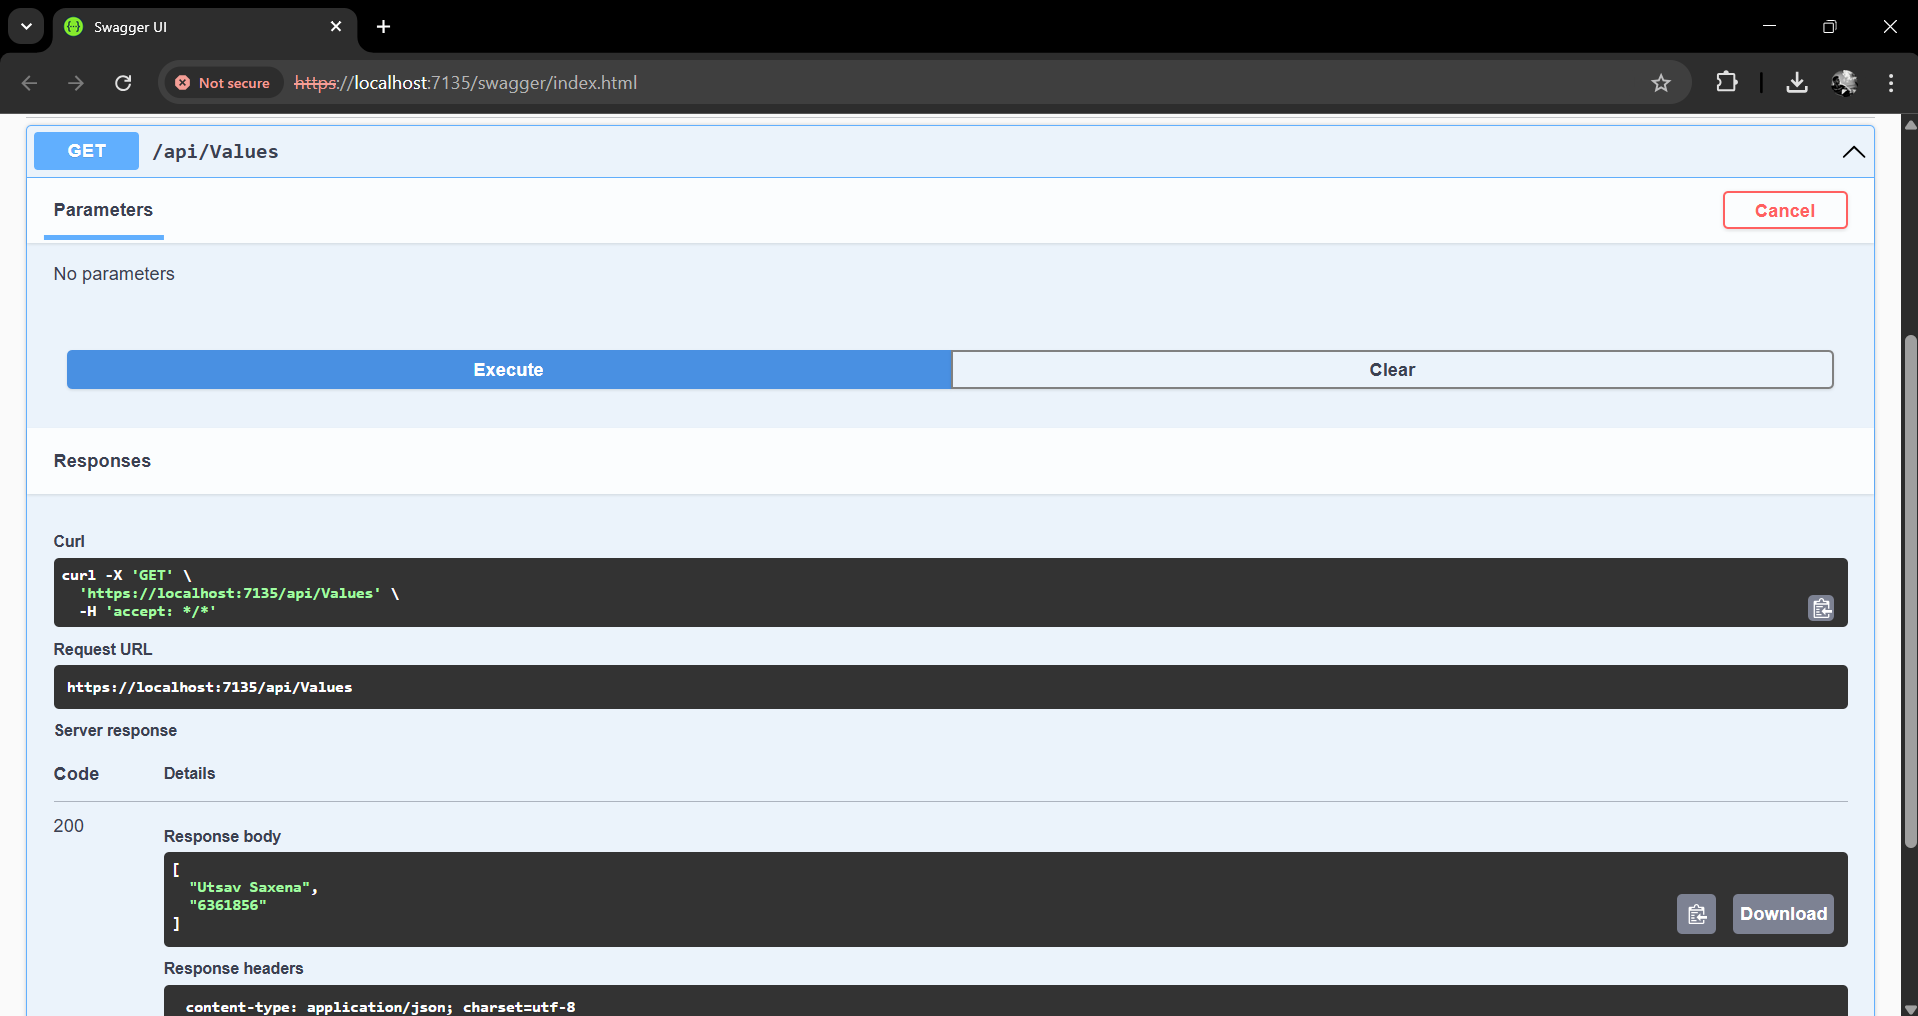 Swagger UI
Not secure
https://localhost:7135/swagger/index.html
GET /api/Values
Parameters
Cancel
No parameters
Execute
Clear
Responses
Curl
curl -X 'GET' \
'https://localhost:7135/api/Values' \
-H 'accept: */*'
Request URL
https://localhost:7135/api/Values
Server response
Code Details
200
Response body
[
"Utsav Saxena",
"6361856"
]
Download
Response headers
content-type: application/json; charset=utf-8